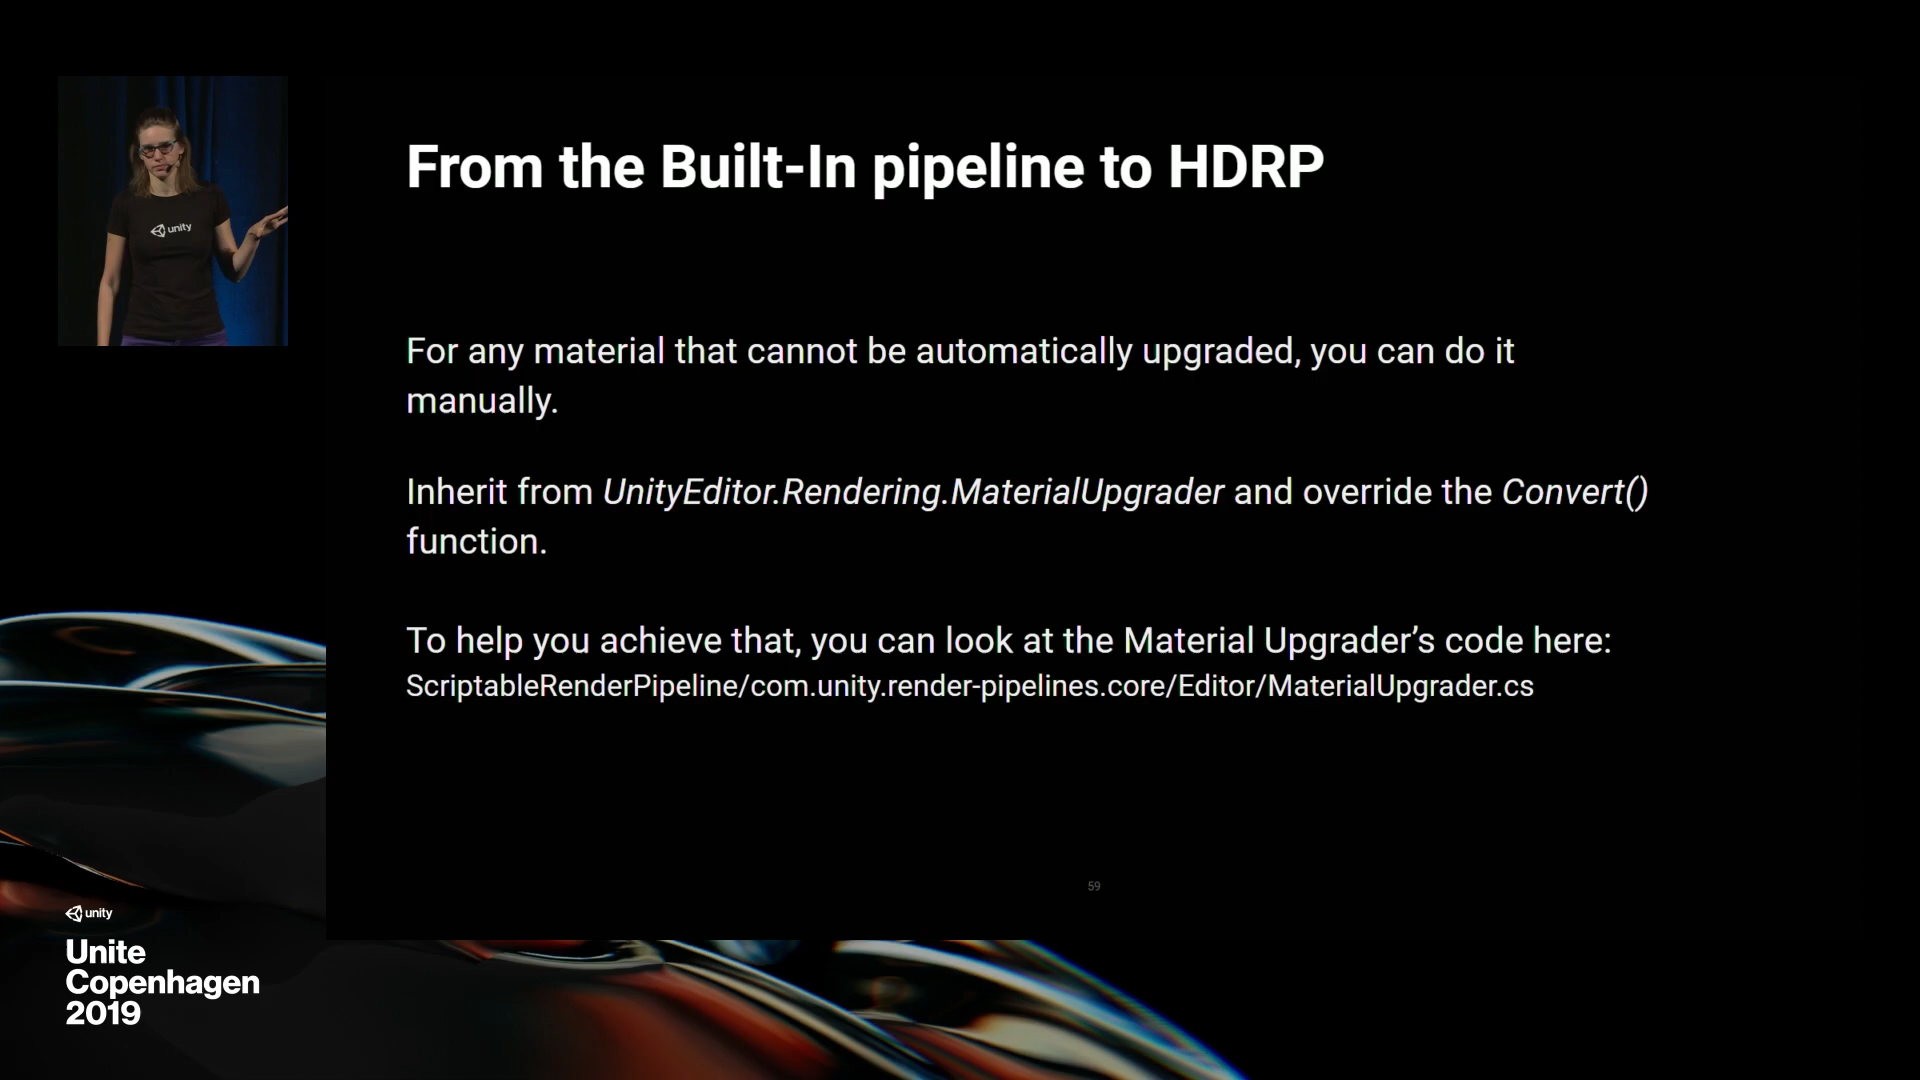 From the Built-In pipeline to HDRP
unity
For any material that cannot be automatically upgraded, you can do it
manually.
Inherit from UnityEditor.Rendering.MaterialUpgrader and override the Convert()
function.
To help you achieve that, you can look at the Material Upgrader’s code here:
ScriptableRenderPipeline/com.unity.render-pipelines.core/Editor/MaterialUpgrader.cs
59
unity
Unite
Copenhagen
2019